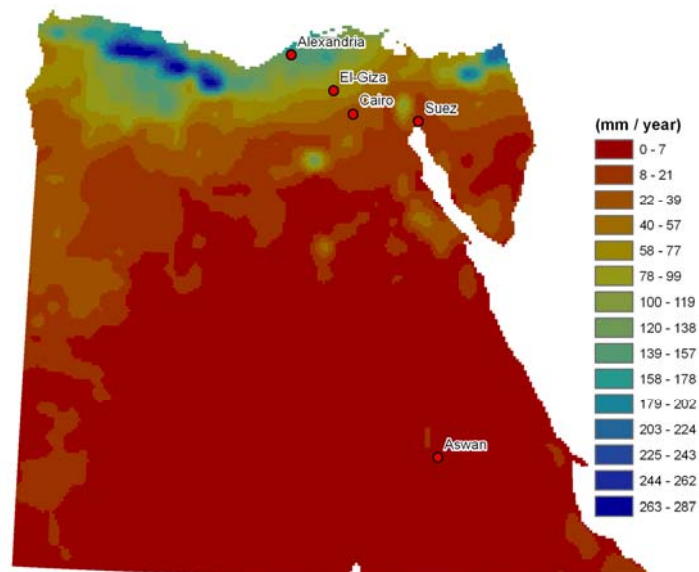 Alexandria
El-Giza
Cairo
Suez
Aswan
(mm / year)
0 - 7
8 - 21
22 - 39
40 - 57
58 - 77
78 - 99
100 - 119
120 - 138
139 - 157
158 - 178
179 - 202
203 - 224
225 - 243
244 - 262
263 - 287